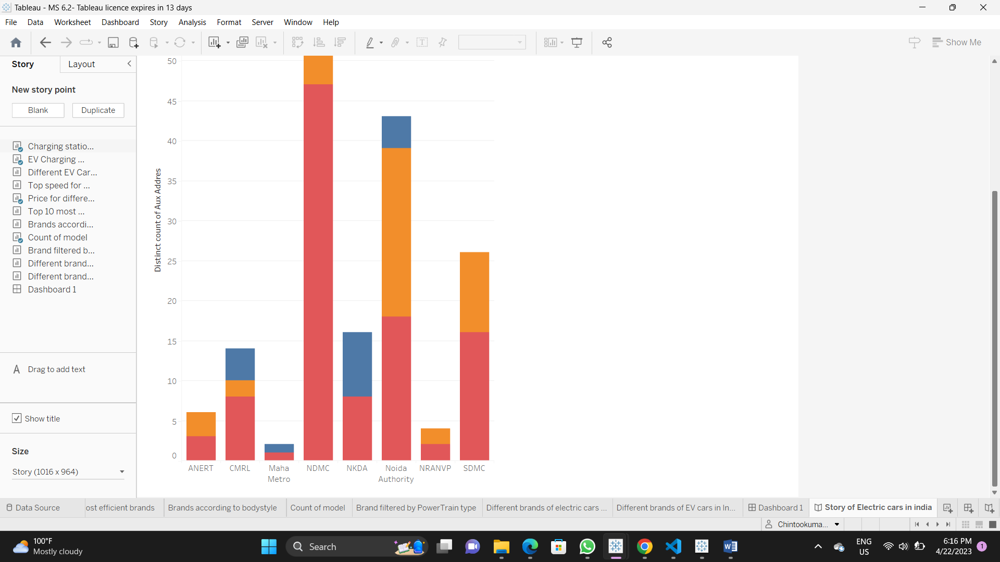 Tableau - MS 6.2- Tableau licence expires in 13 days
File Data Worksheet Dashboard Story Analysis Format Server Window Help
Show Me
Story Layout
New story point
Blank Duplicate
Charging statio...
EV Charging ...
Different EV Car...
Top speed for ...
Price for differe...
Top 10 most ...
Brands accordi...
Count of model
Brand filtered b...
Different brand...
Different brand...
Dashboard 1
A Drag to add text
Show title
Size
Story (1016 x 964)
Distinct count of Aux Addres
50
45
40
35
30
25
20
15
10
5
0
ANERT CMRL Maha Metro NDMC NKDA Noida Authority NRANVP SDMC
Data Source ost efficient brands Brands according to bodystyle Count of model Brand filtered by PowerTrain type Different brands of electric cars ... Different brands of EV cars in In... Dashboard 1 Story of Electric cars in india
Chintookuma...
100°F
Mostly cloudy
Search
ENG
US
6:16 PM
4/22/2023
1